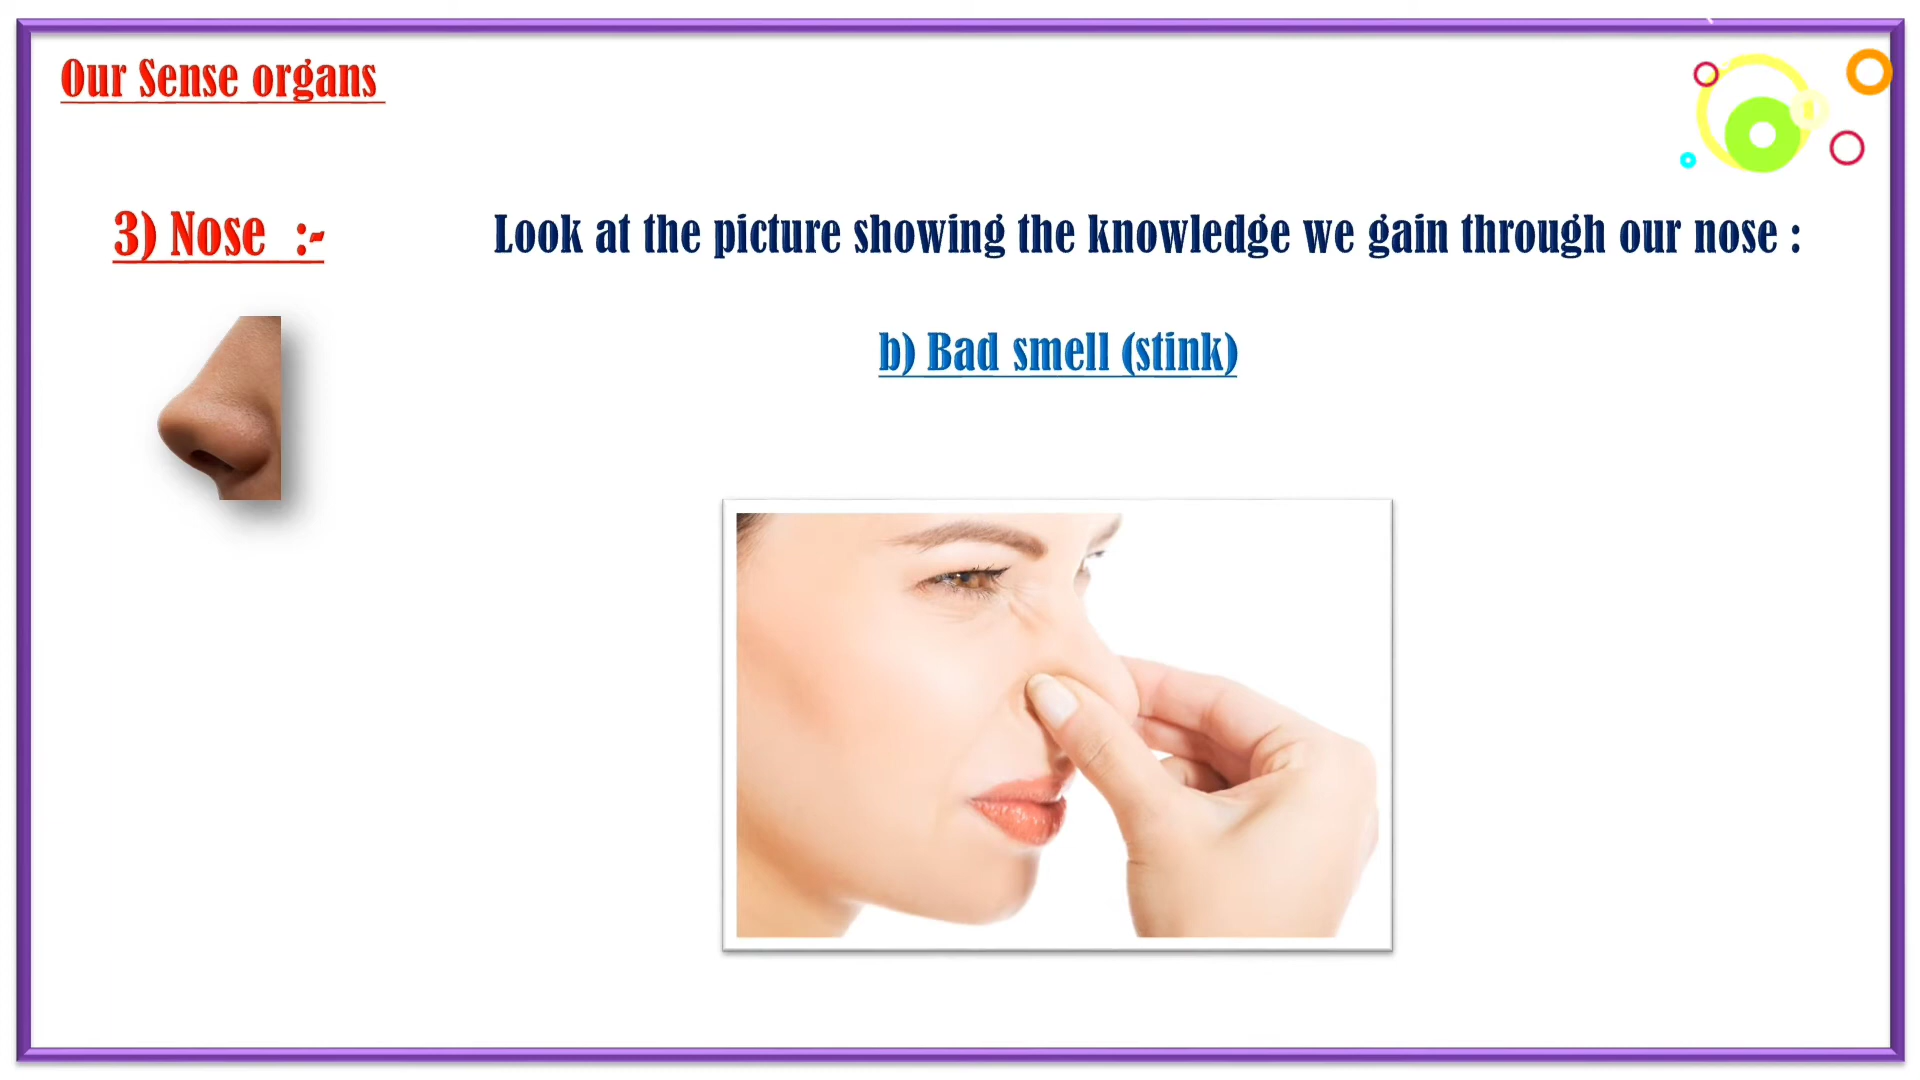 Our Sense organs
3) Nose :-
Look at the picture showing the knowledge we gain through our nose :
b) Bad smell (stink)